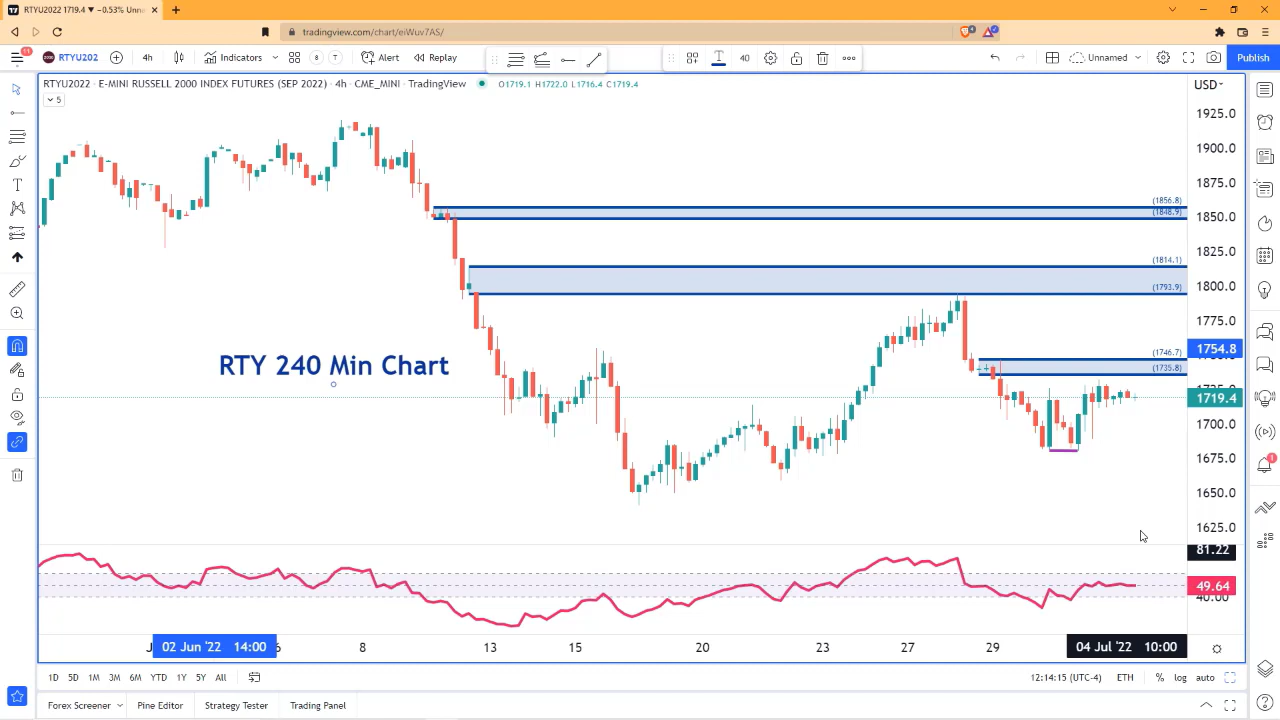 RTYU2022 1719.4 ▼ −0.53% Unna
tradingview.com/chart/eiWuv7AS/
11 RTYU202 4h Indicators 8 T Alert Replay 40 Unnamed Publish
RTYU2022 · E-MINI RUSSELL 2000 INDEX FUTURES (SEP 2022) · 4h · CME_MINI · TradingView O1719.1 H1722.0 L1716.4 C1719.4 USD
5
1925.0
1900.0
1875.0
(1856.8)
(1848.9) 1850.0
1825.0
(1814.1)
(1793.9) 1800.0
1775.0
(1746.7) 1754.8
(1735.8)
RTY 240 Min Chart
1719.4
1700.0
1675.0
1650.0
1625.0
81.22
49.64
40.00
02 Jun '22 14:00 6 8 13 15 20 23 27 29 04 Jul '22 10:00
1D 5D 1M 3M 6M YTD 1Y 5Y All 12:14:15 (UTC-4) ETH % log auto
Forex Screener Pine Editor Strategy Tester Trading Panel